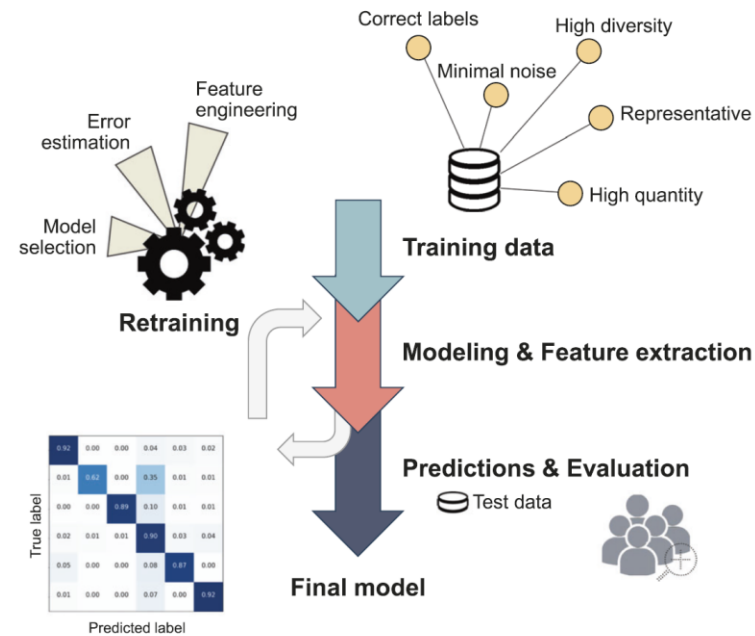 Correct labels
High diversity
Minimal noise
Representative
High quantity
Feature
engineering
Error
estimation
Model
selection
Training data
Retraining
Modeling & Feature extraction
Predictions & Evaluation
Test data
Final model
True label
0.92 0.00 0.00 0.04 0.03 0.02
0.01 0.62 0.00 0.35 0.01 0.01
0.00 0.00 0.89 0.10 0.01 0.01
0.02 0.01 0.01 0.90 0.03 0.04
0.05 0.00 0.00 0.08 0.87 0.00
0.01 0.00 0.00 0.07 0.00 0.92
Predicted label